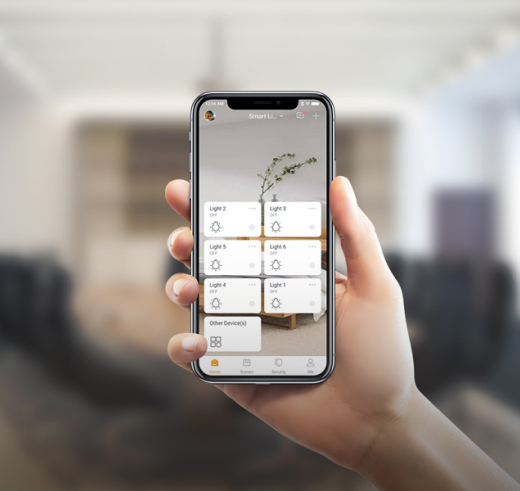 Smart Li...
Light 2
OFF
Light 3
OFF
Light 5
OFF
Light 6
OFF
Light 4
OFF
Light 1
OFF
Other Device(s)
Home
Scenes
Security
Me